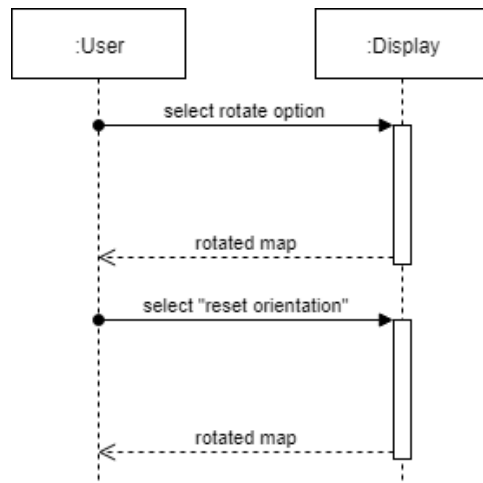 :User
:Display
select rotate option
rotated map
select "reset orientation"
rotated map